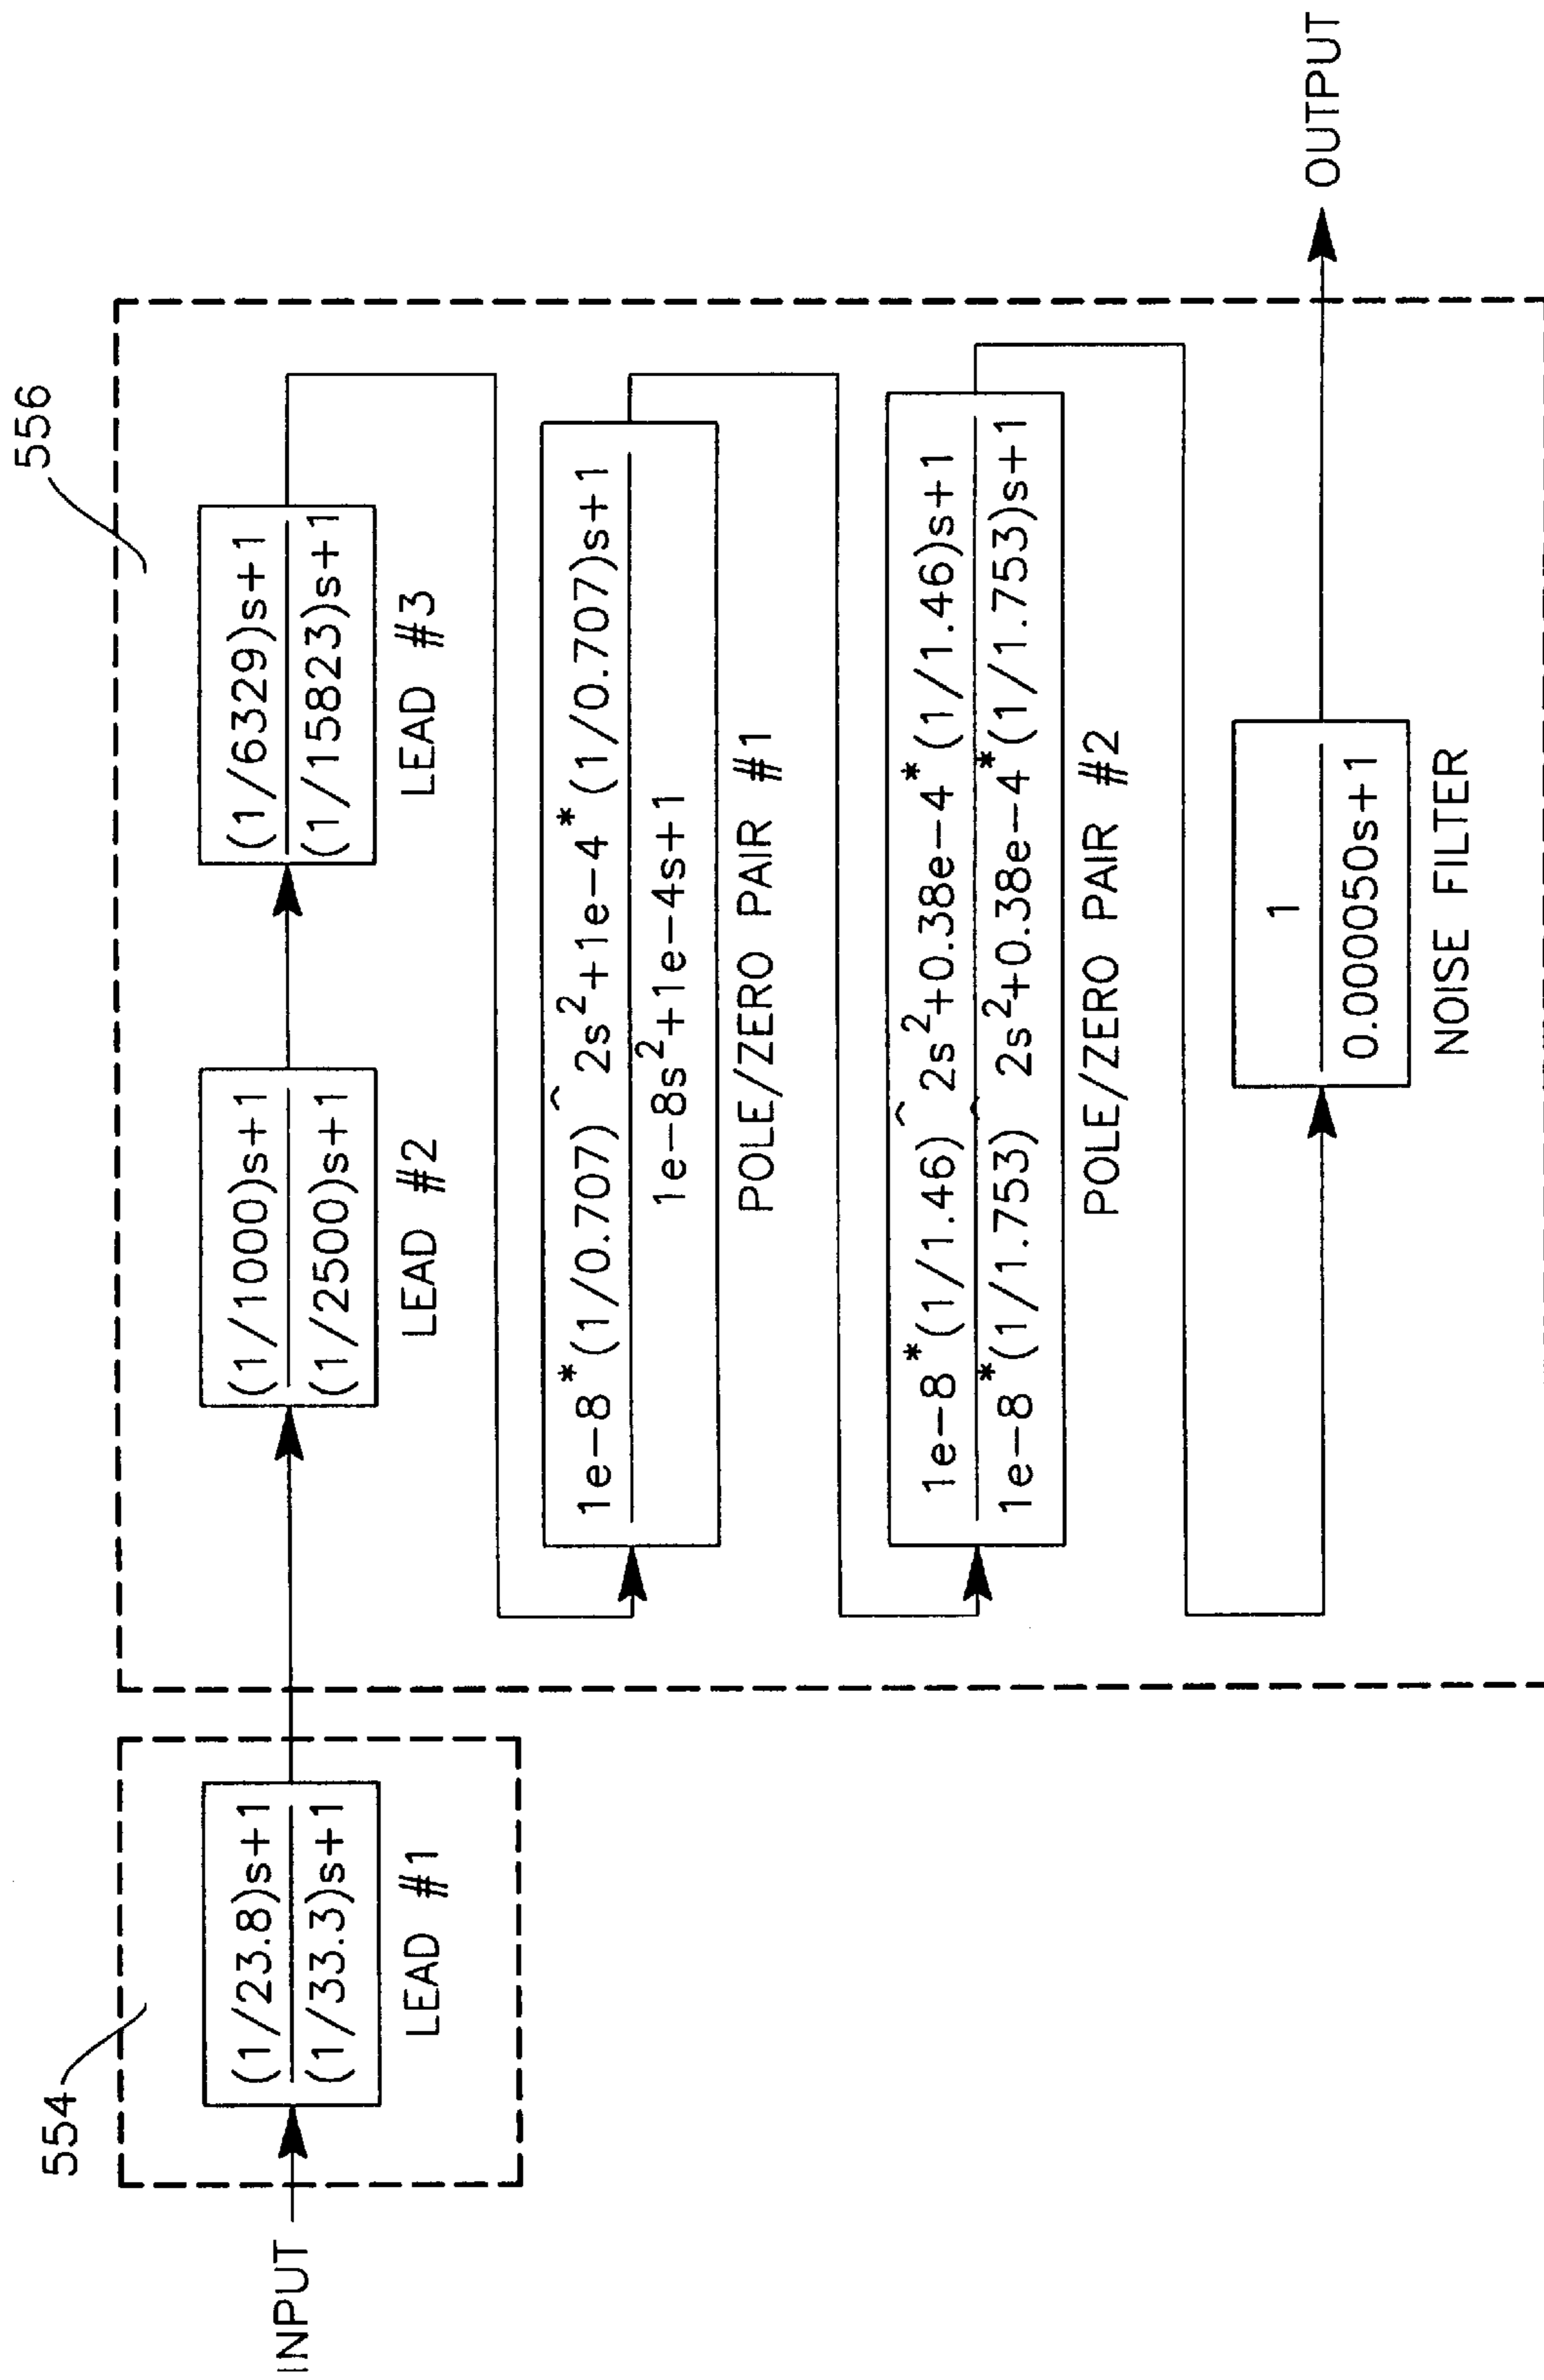 554
556
INPUT
(1/23.8)s+1
(1/33.3)s+1
LEAD #1
(1/1000)s+1
(1/2500)s+1
LEAD #2
(1/6329)s+1
(1/15823)s+1
LEAD #3
1e-8*(1/0.707)^2s²+1e-4*(1/0.707)s+1
1e-8s²+1e-4s+1
POLE/ZERO PAIR #1
1e-8*(1/1.46)^2s²+0.38e-4*(1/1.46)s+1
1e-8*(1/1.753)^2s²+0.38e-4*(1/1.753)s+1
POLE/ZERO PAIR #2
1
0.00050s+1
NOISE FILTER
OUTPUT